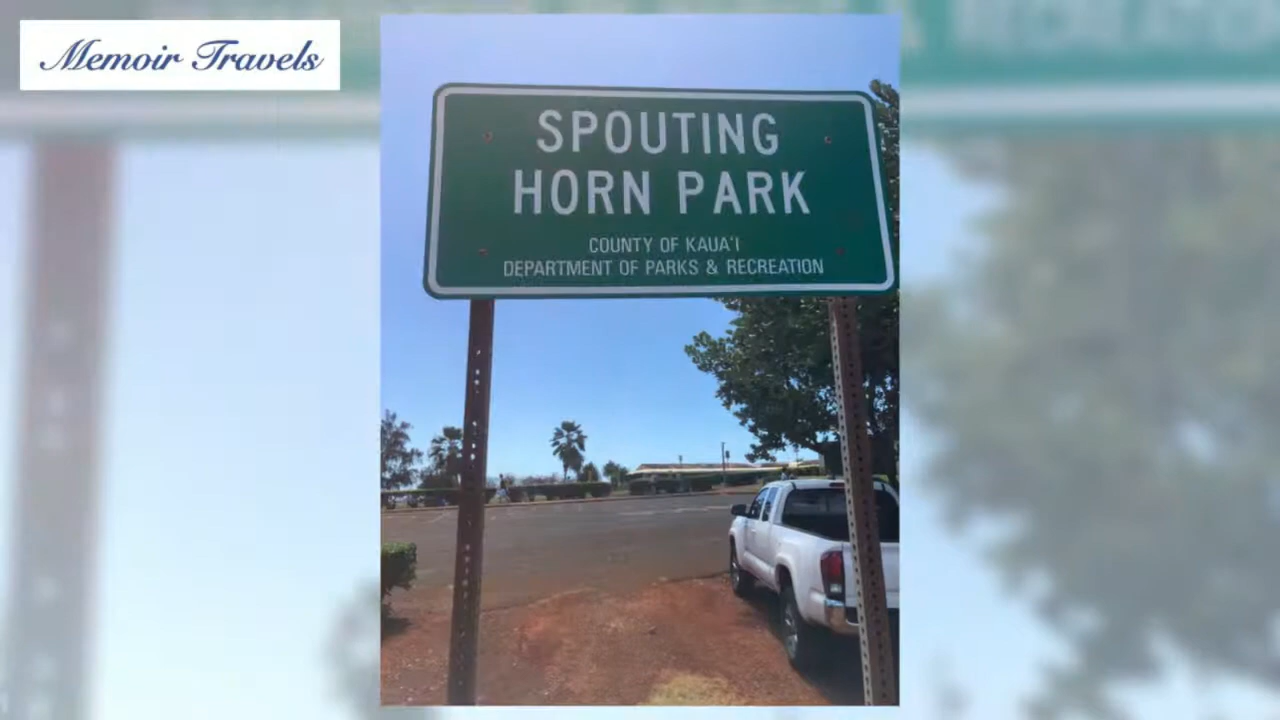 Memoir Travels
SPOUTING
HORN PARK
COUNTY OF KAUA'I
DEPARTMENT OF PARKS & RECREATION